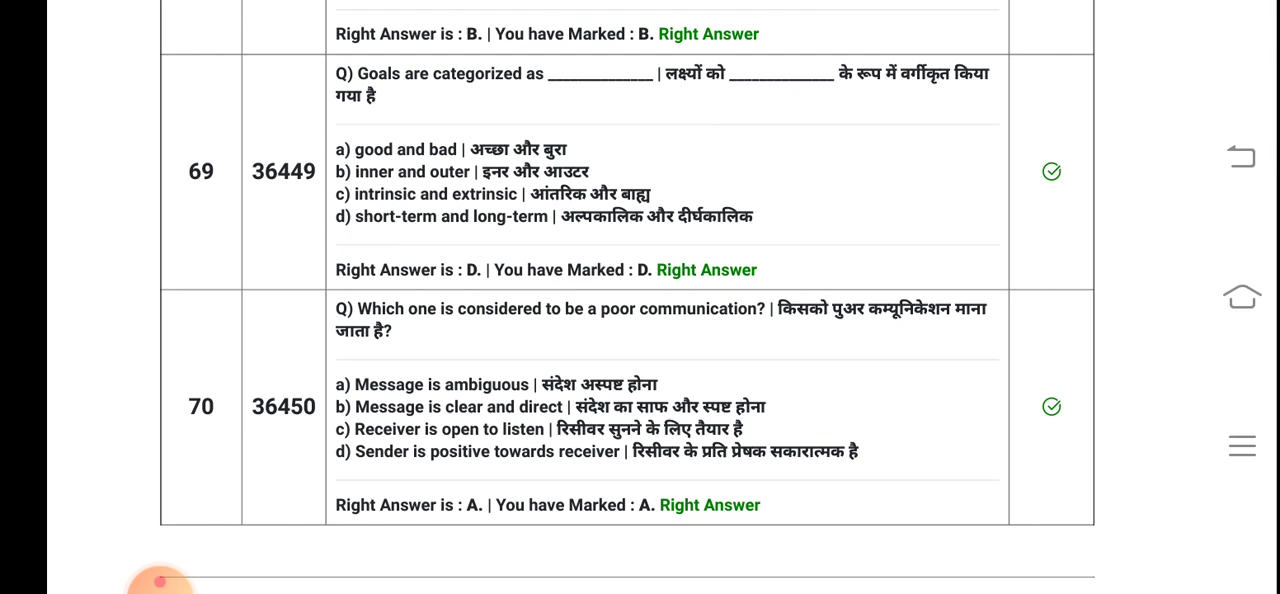 Right Answer is : B. | You have Marked : B. Right Answer
69
36449
Q) Goals are categorized as ______________ | लक्ष्यों को ______________ के रूप में वर्गीकृत किया
गया है
a) good and bad | अच्छा और बुरा
b) inner and outer | इनर और आउटर
c) intrinsic and extrinsic | आंतरिक और बाह्य
d) short-term and long-term | अल्पकालिक और दीर्घकालिक
Right Answer is : D. | You have Marked : D. Right Answer
70
36450
Q) Which one is considered to be a poor communication? | किसको पुअर कम्यूनिकेशन माना
जाता है?
a) Message is ambiguous | संदेश अस्पष्ट होना
b) Message is clear and direct | संदेश का साफ और स्पष्ट होना
c) Receiver is open to listen | रिसीवर सुनने के लिए तैयार है
d) Sender is positive towards receiver | रिसीवर के प्रति प्रेषक सकारात्मक है
Right Answer is : A. | You have Marked : A. Right Answer